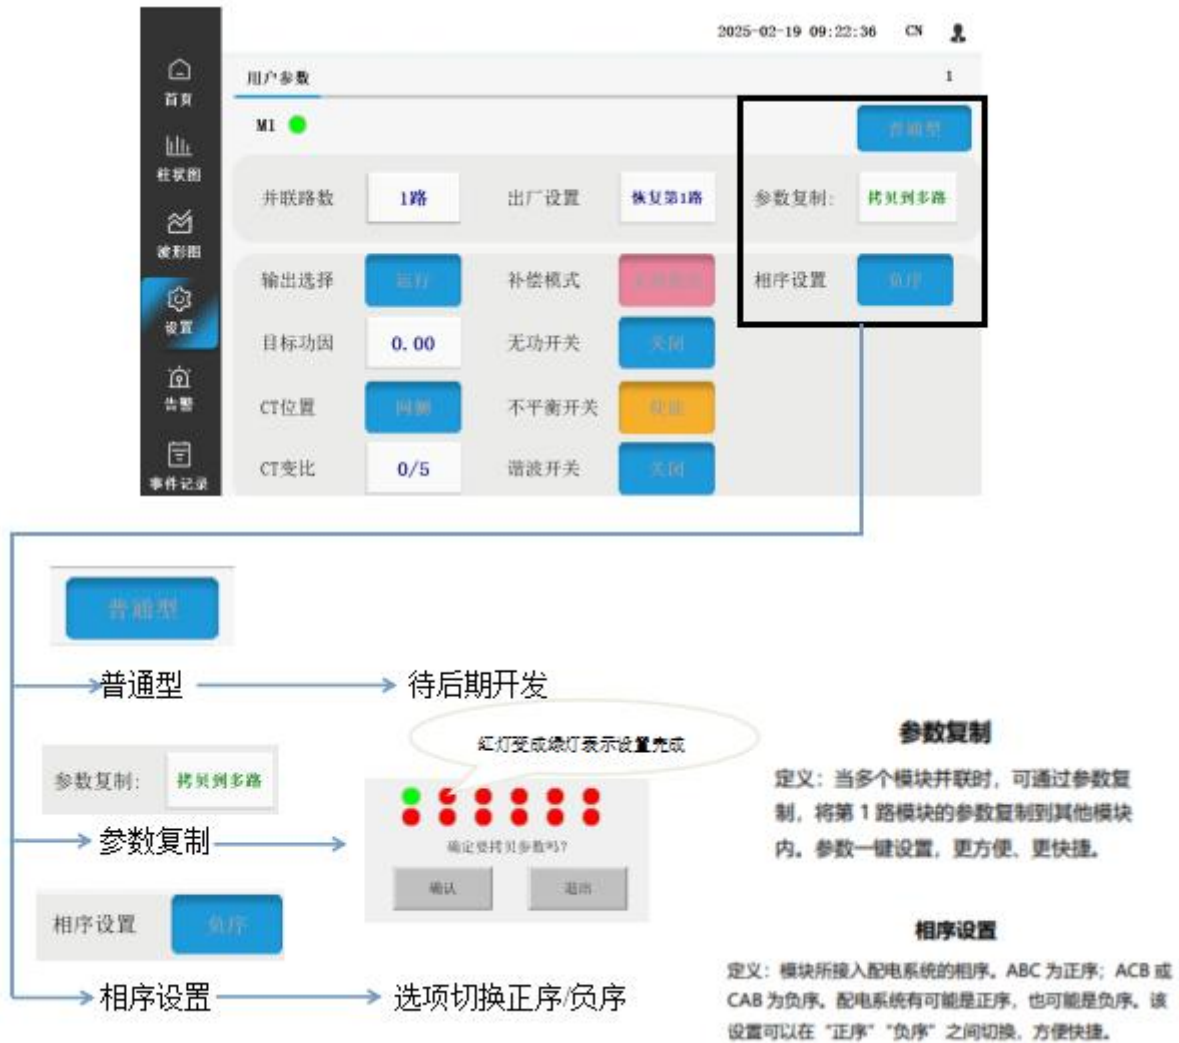 2025-02-19 09:22:36 CN
首页
用户参数 1
M1 普通型
柱状图
并联路数 1路 出厂设置 恢复第1路 参数复制: 拷贝到多路
波形图
输出选择 运行 补偿模式 相序设置 负序
设置
目标功因 0.00 无功开关 关闭
告警
CT位置 网侧 不平衡开关 使能
CT变比 0/5 谐波开关 关闭
事件记录
普通型
普通型 待后期开发
红灯变成绿灯表示设置完成
参数复制: 拷贝到多路
参数复制
确定要拷贝参数吗?
确认 退出
相序设置 负序
相序设置 选项切换正序/负序
参数复制
定义：当多个模块并联时，可通过参数复
制，将第 1 路模块的参数复制到其他模块
内。参数一键设置，更方便、更快捷。
相序设置
定义：模块所接入配电系统的相序。ABC 为正序；ACB 或
CAB 为负序。配电系统有可能是正序，也可能是负序。该
设置可以在“正序”“负序”之间切换，方便快捷。